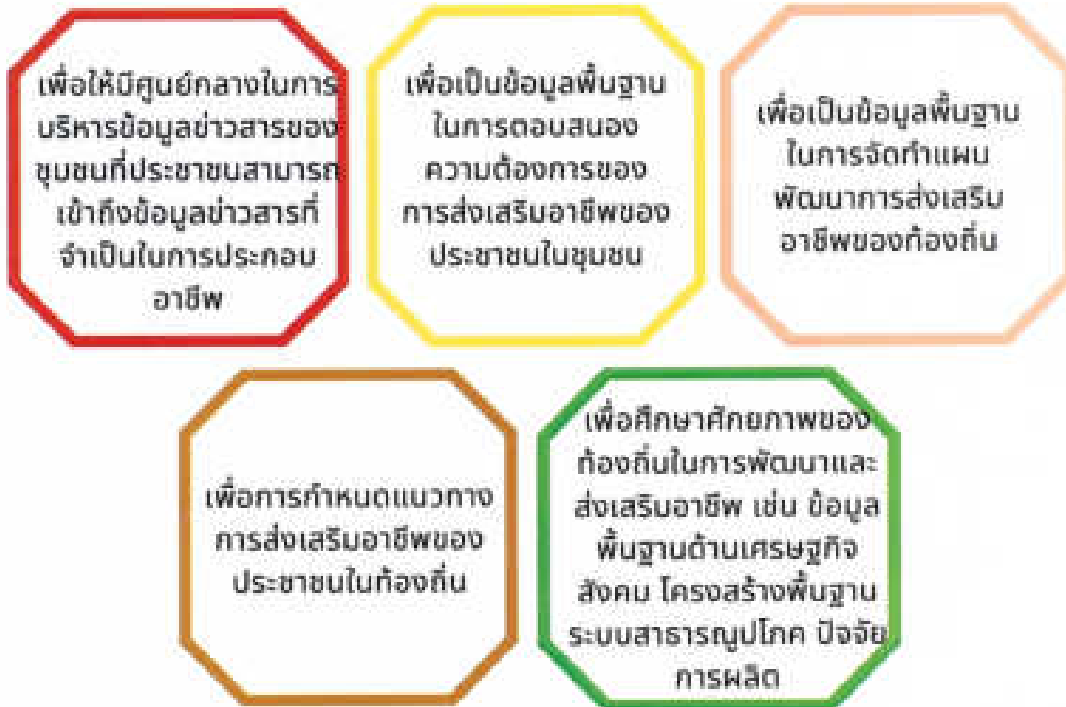 เพื่อให้มีศูนย์กลางในการ
บริหารข้อมูลข่าวสารของ
ชุมชนที่ประชาชนสามารถ
เข้าถึงข้อมูลข่าวสารที่
จำเป็นในการประกอบ
อาชีพ
เพื่อเป็นข้อมูลพื้นฐาน
ในการตอบสนอง
ความต้องการของ
การส่งเสริมอาชีพของ
ประชาชนในชุมชน
เพื่อเป็นข้อมูลพื้นฐาน
ในการจัดทำแผน
พัฒนาการส่งเสริม
อาชีพของท้องถิ่น
เพื่อการกำหนดแนวทาง
การส่งเสริมอาชีพของ
ประชาชนในท้องถิ่น
เพื่อศึกษาศักยภาพของ
ท้องถิ่นในการพัฒนาและ
ส่งเสริมอาชีพ เช่น ข้อมูล
พื้นฐานด้านเศรษฐกิจ
สังคม โครงสร้างพื้นฐาน
ระบบสาธารณูปโภค ปัจจัย
การผลิต